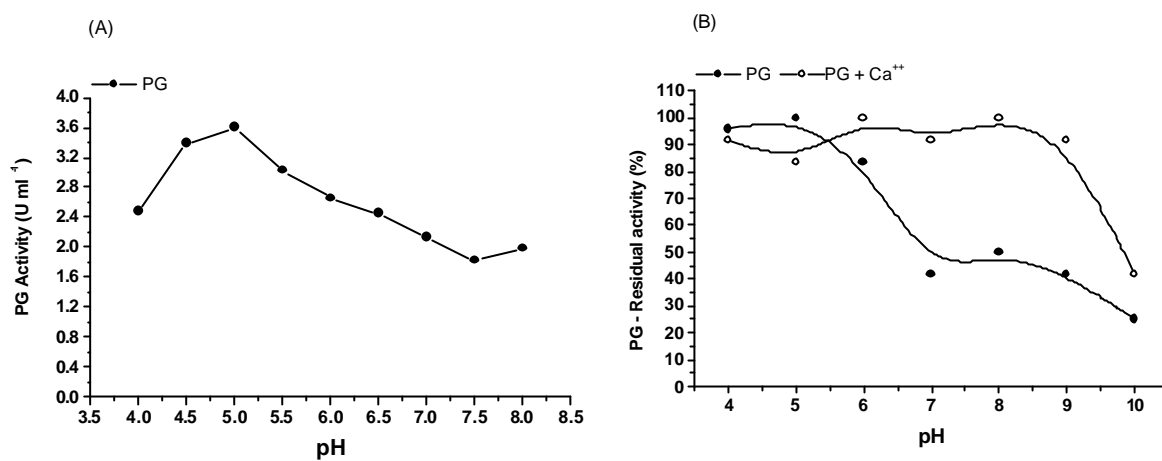 (A)
PG
PG Activity (U ml⁻¹)
4.0
3.6
3.2
2.8
2.4
2.0
1.6
1.2
0.8
0.4
0.0
3.5 4.0 4.5 5.0 5.5 6.0 6.5 7.0 7.5 8.0 8.5
pH
(B)
PG PG + Ca⁺⁺
PG - Residual activity (%)
110
100
90
80
70
60
50
40
30
20
10
0
4 5 6 7 8 9 10
pH